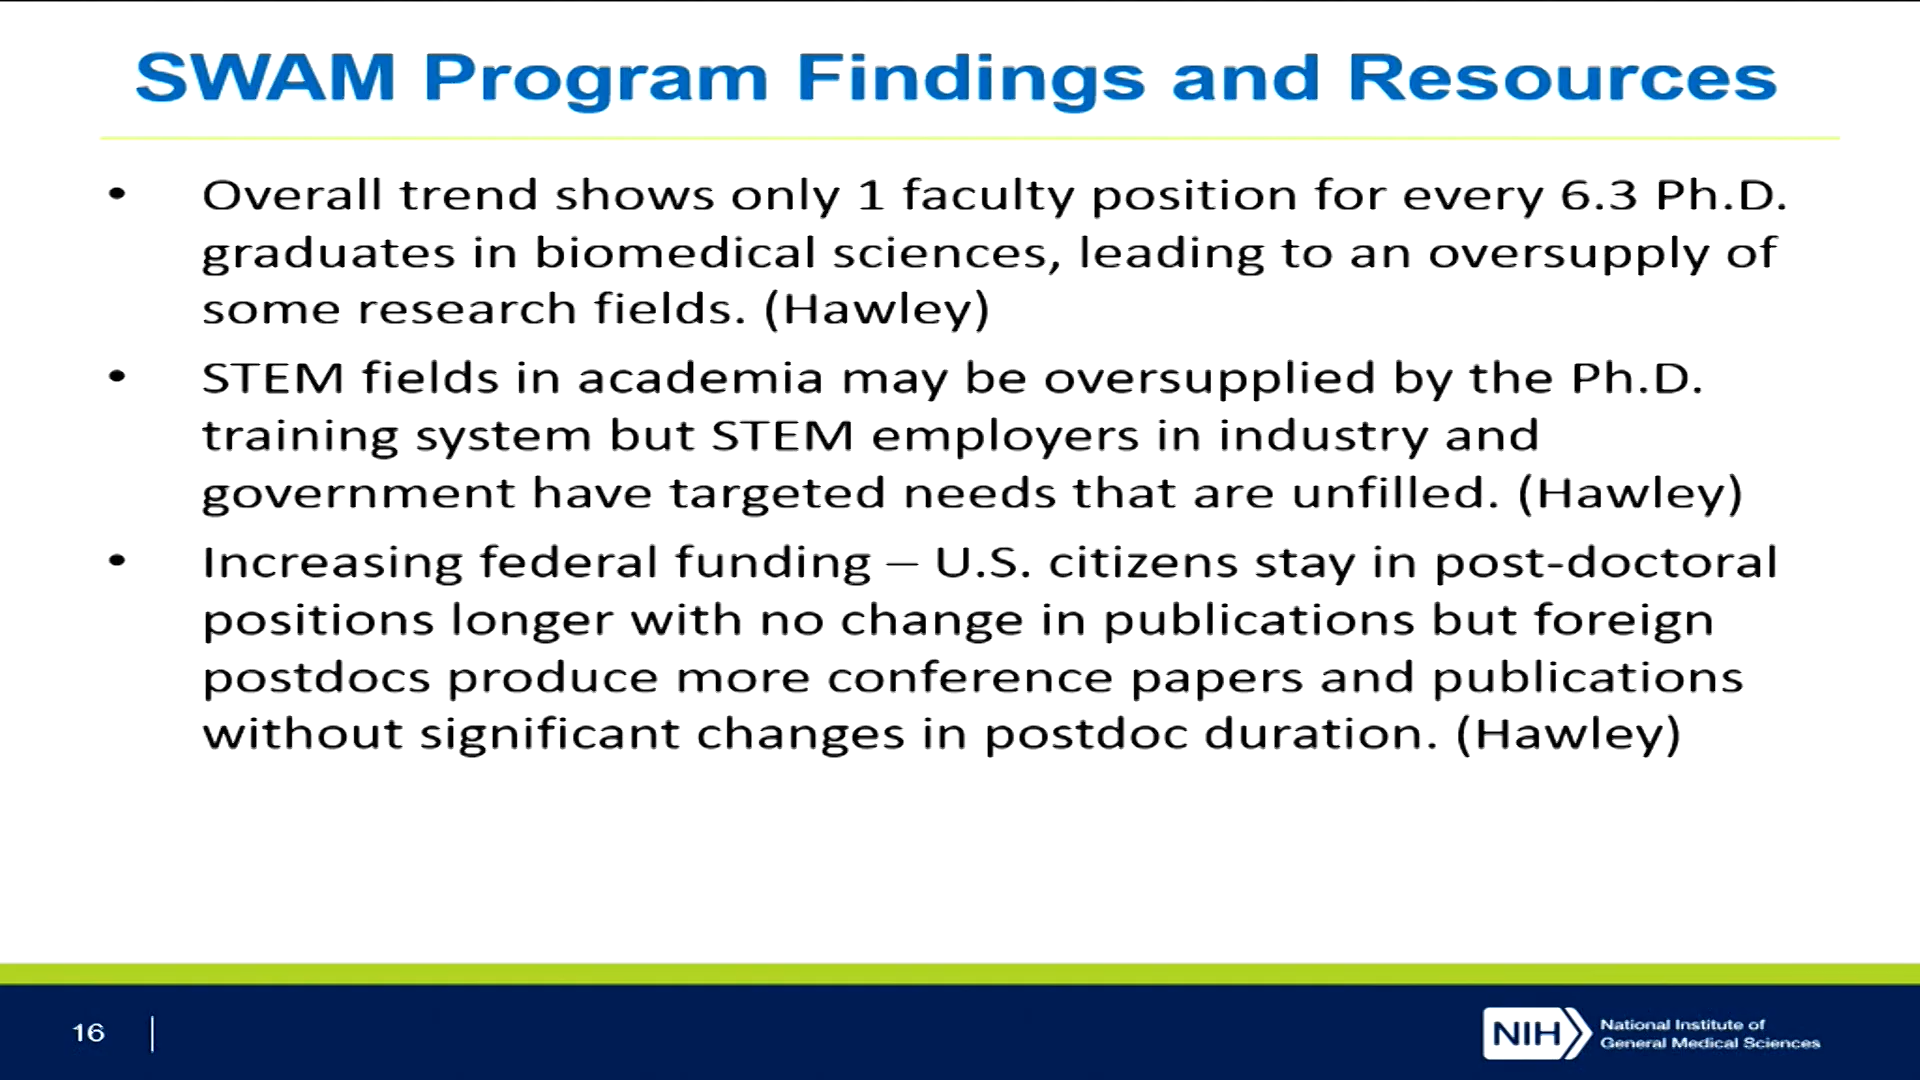 SWAM Program Findings and Resources
• Overall trend shows only 1 faculty position for every 6.3 Ph.D.
graduates in biomedical sciences, leading to an oversupply of
some research fields. (Hawley)
• STEM fields in academia may be oversupplied by the Ph.D.
training system but STEM employers in industry and
government have targeted needs that are unfilled. (Hawley)
• Increasing federal funding – U.S. citizens stay in post-doctoral
positions longer with no change in publications but foreign
postdocs produce more conference papers and publications
without significant changes in postdoc duration. (Hawley)
16
NIH
National Institute of
General Medical Sciences